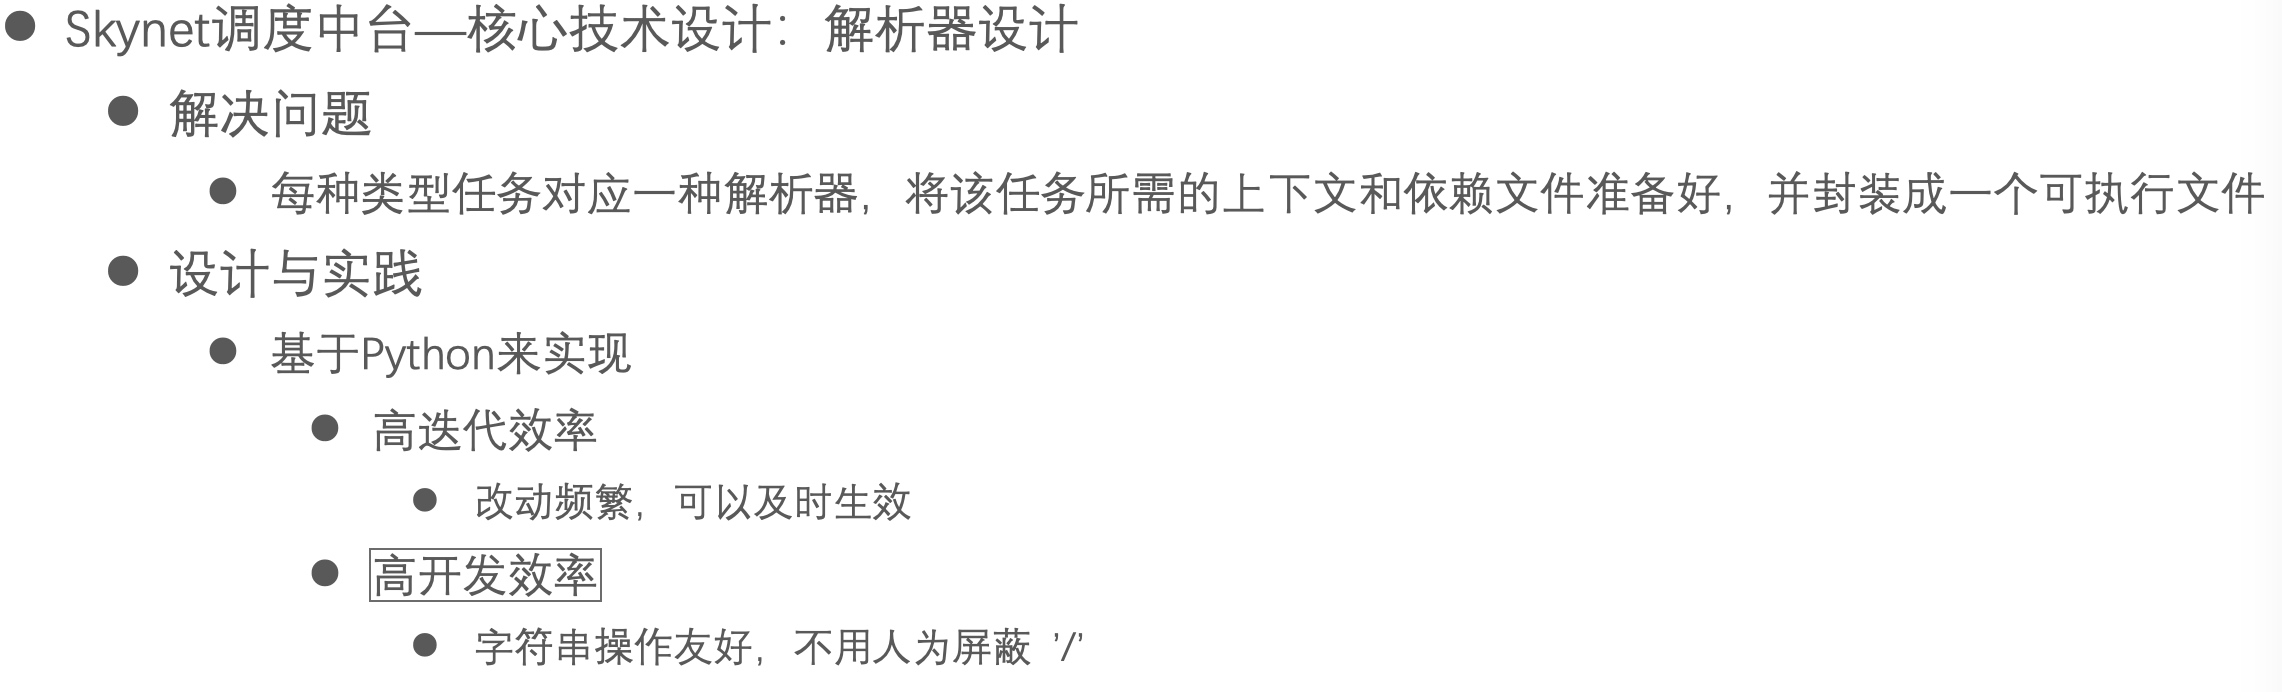 Skynet调度中台—核心技术设计：解析器设计
解决问题
每种类型任务对应一种解析器，将该任务所需的上下文和依赖文件准备好，并封装成一个可执行文件
设计与实践
基于Python来实现
高迭代效率
改动频繁，可以及时生效
高开发效率
字符串操作友好，不用人为屏蔽 '/'